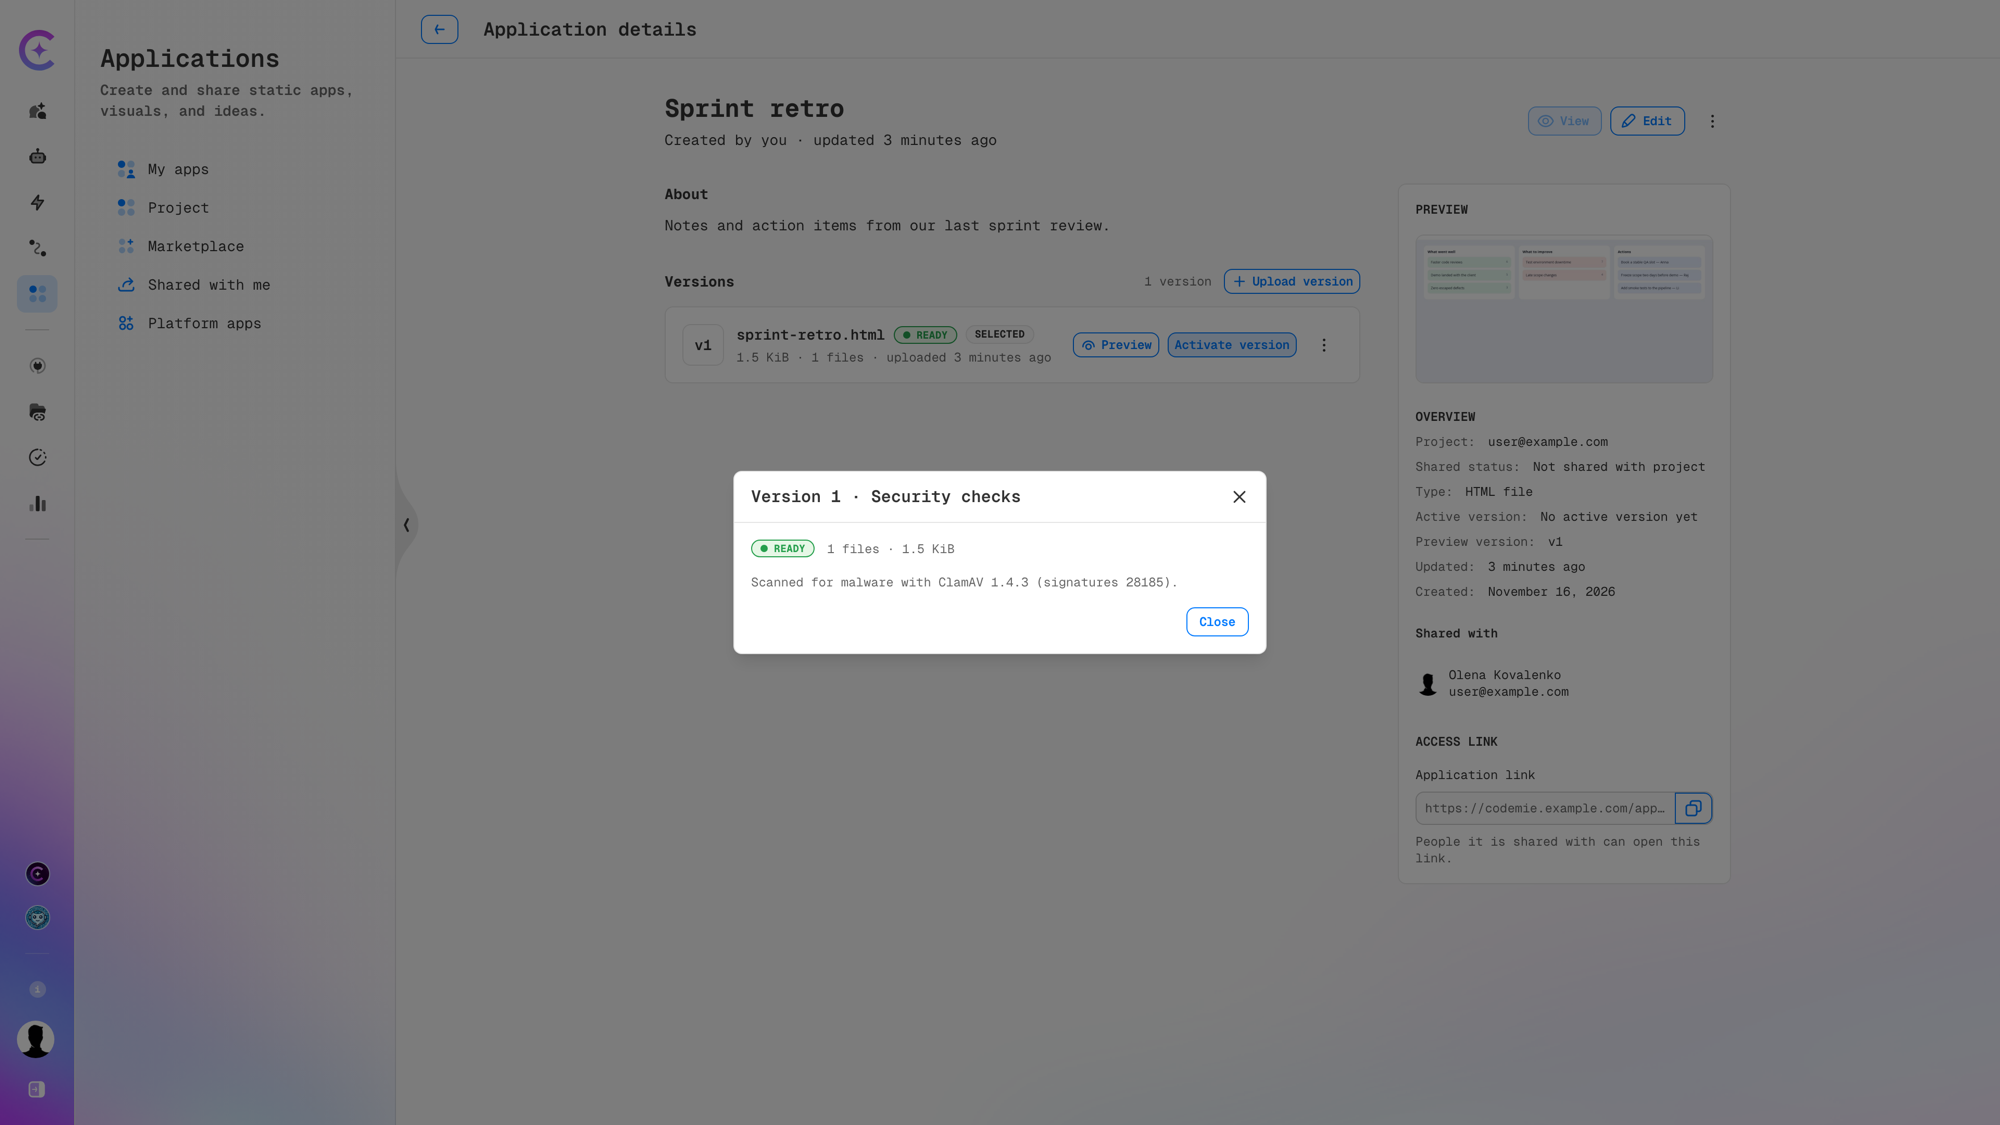 Applications
Create and share static apps,
visuals, and ideas.
My apps
Project
Marketplace
Shared with me
Platform apps
Application details
Sprint retro
Created by you · updated 3 minutes ago
View
Edit
About
Notes and action items from our last sprint review.
Versions
1 version
Upload version
v1
sprint-retro.html
READY
SELECTED
1.5 KiB · 1 files · uploaded 3 minutes ago
Preview
Activate version
Version 1 · Security checks
READY
1 files · 1.5 KiB
Scanned for malware with ClamAV 1.4.3 (signatures 28185).
Close
PREVIEW
What went well
What to improve
Actions
OVERVIEW
Project: user@example.com
Shared status: Not shared with project
Type: HTML file
Active version: No active version yet
Preview version: v1
Updated: 3 minutes ago
Created: November 16, 2026
Shared with
Olena Kovalenko
user@example.com
ACCESS LINK
Application link
https://codemie.example.com/app…
People it is shared with can open this
link.